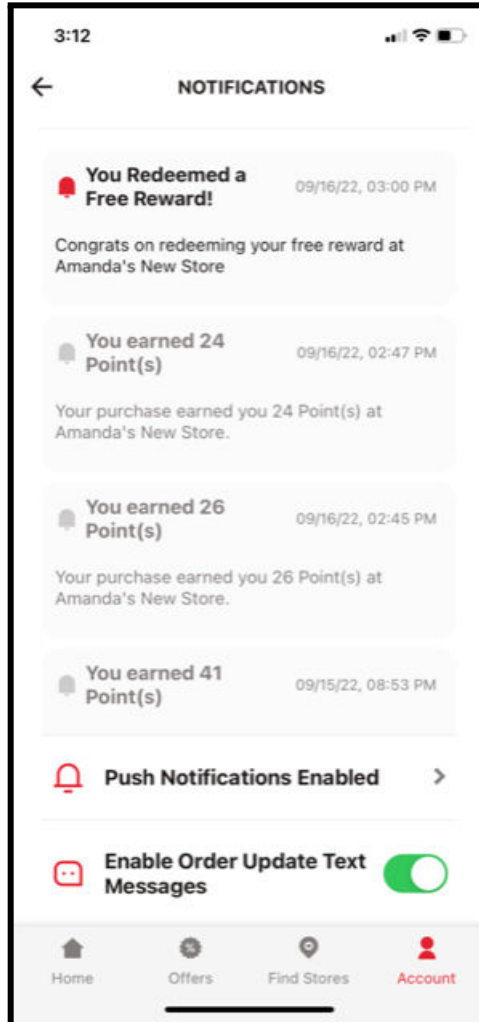 3:12
NOTIFICATIONS
You Redeemed a
Free Reward!
09/16/22, 03:00 PM
Congrats on redeeming your free reward at
Amanda's New Store
You earned 24
Point(s)
09/16/22, 02:47 PM
Your purchase earned you 24 Point(s) at
Amanda's New Store.
You earned 26
Point(s)
09/16/22, 02:45 PM
Your purchase earned you 26 Point(s) at
Amanda's New Store.
You earned 41
Point(s)
09/15/22, 08:53 PM
Push Notifications Enabled
Enable Order Update Text
Messages
Home
Offers
Find Stores
Account